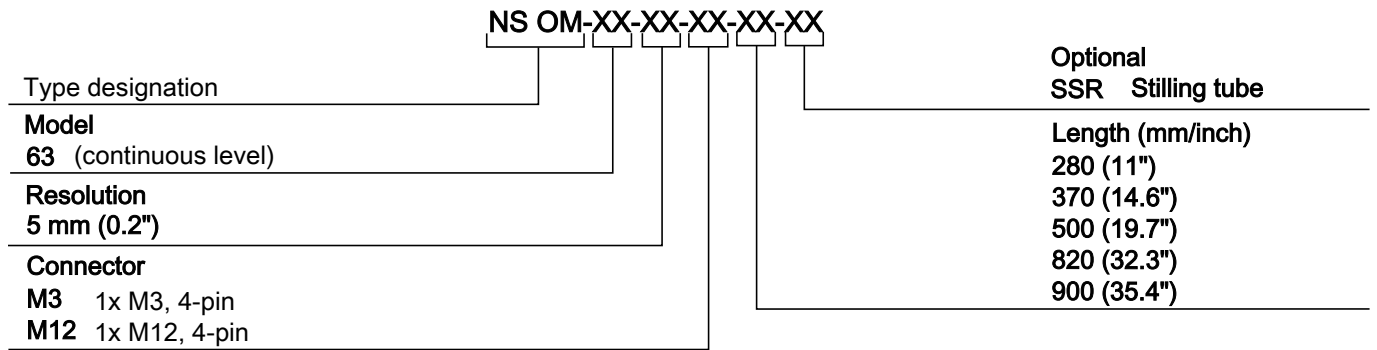 NS OM-XX-XX-XX-XX-XX
Type designation
Model
63 (continuous level)
Resolution
5 mm (0.2")
Connector
M3 1x M3, 4-pin
M12 1x M12, 4-pin
Optional
SSR Stilling tube
Length (mm/inch)
280 (11")
370 (14.6")
500 (19.7")
820 (32.3")
900 (35.4")